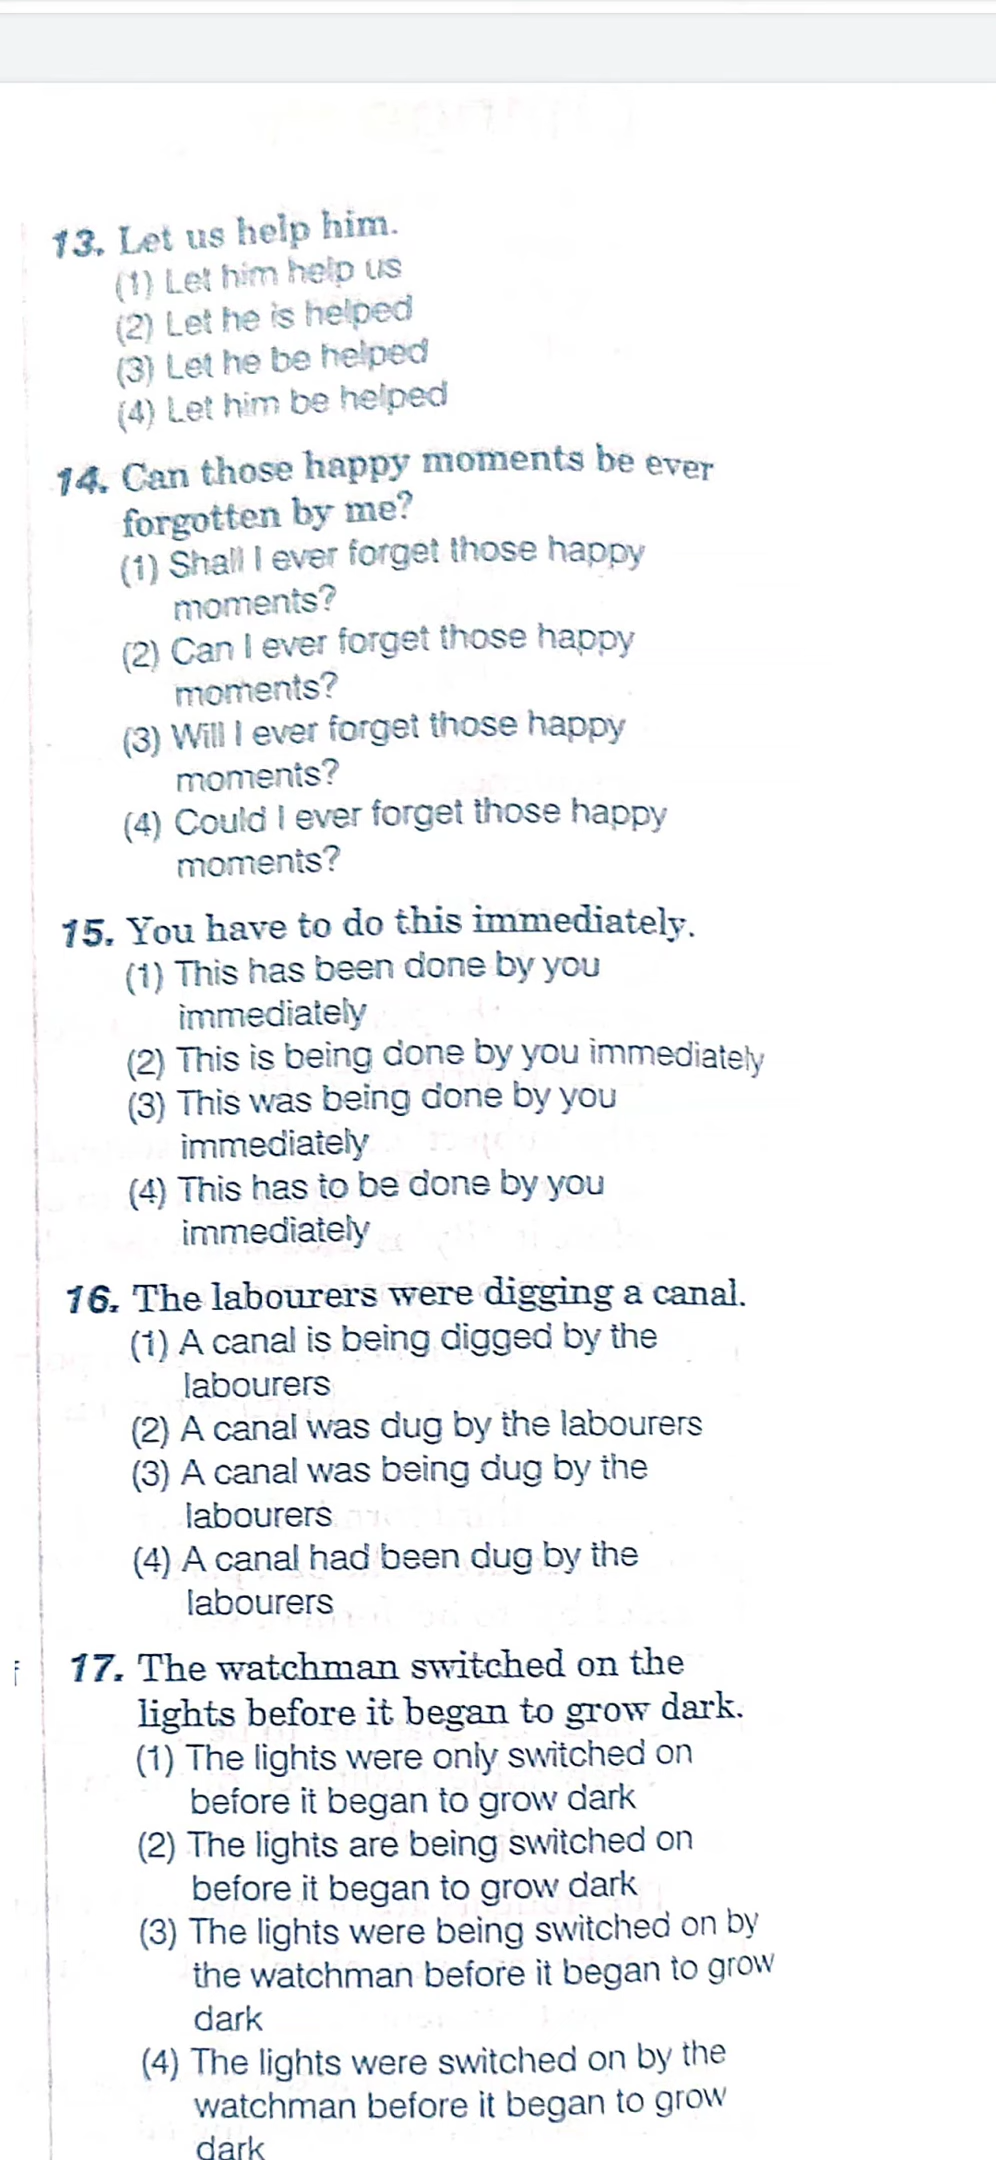 13. Let us help him.
(1) Let him help us
(2) Let he is helped
(3) Let he be helped
(4) Let him be helped
14. Can those happy moments be ever
forgotten by me?
(1) Shall I ever forget those happy
moments?
(2) Can I ever forget those happy
moments?
(3) Will I ever forget those happy
moments?
(4) Could I ever forget those happy
moments?
15. You have to do this immediately.
(1) This has been done by you
immediately
(2) This is being done by you immediately
(3) This was being done by you
immediately
(4) This has to be done by you
immediately
16. The labourers were digging a canal.
(1) A canal is being digged by the
labourers
(2) A canal was dug by the labourers
(3) A canal was being dug by the
labourers
(4) A canal had been dug by the
labourers
17. The watchman switched on the
lights before it began to grow dark.
(1) The lights were only switched on
before it began to grow dark
(2) The lights are being switched on
before it began to grow dark
(3) The lights were being switched on by
the watchman before it began to grow
dark
(4) The lights were switched on by the
watchman before it began to grow
dark